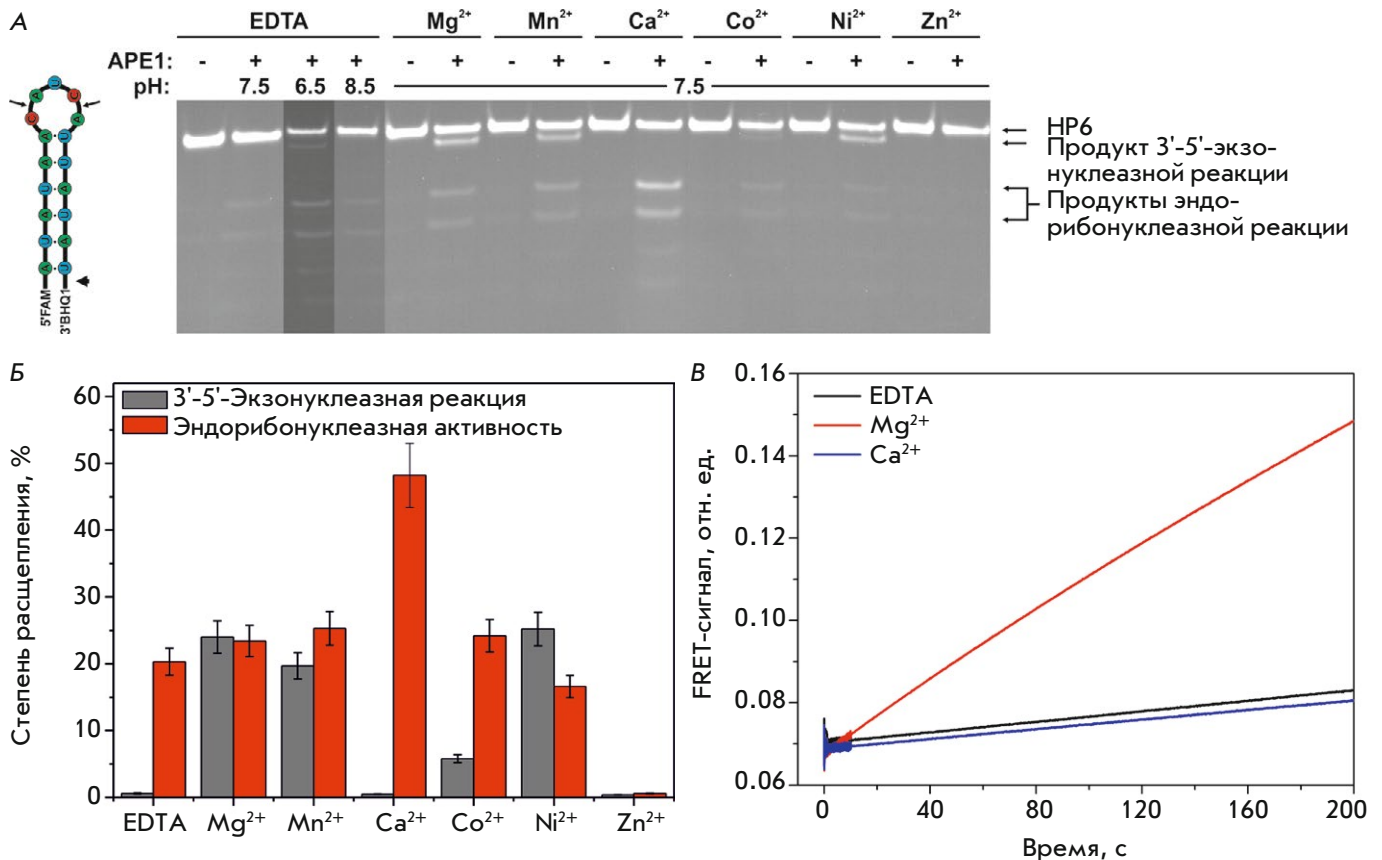 А
EDTA Mg²⁺ Mn²⁺ Ca²⁺ Co²⁺ Ni²⁺ Zn²⁺
APE1: - + + + - + - + - + - + - + - +
pH: 7.5 6.5 8.5 7.5
U
A C
C A
A U
A U
U A
A U
U A
A U
5'FAM
3'BHQ1
HP6
Продукт 3'-5'-экзо-
нуклеазной реакции
Продукты эндо-
рибонуклеазной реакции
Б
3'-5'-Экзонуклеазная реакция
Эндорибонуклеазная активность
Степень расщепления, %
60
50
40
30
20
10
0
EDTA Mg²⁺ Mn²⁺ Ca²⁺ Co²⁺ Ni²⁺ Zn²⁺
В
EDTA
Mg²⁺
Ca²⁺
FRET-сигнал, отн. ед.
0.16
0.14
0.12
0.10
0.08
0.06
0 40 80 120 160 200
Время, с